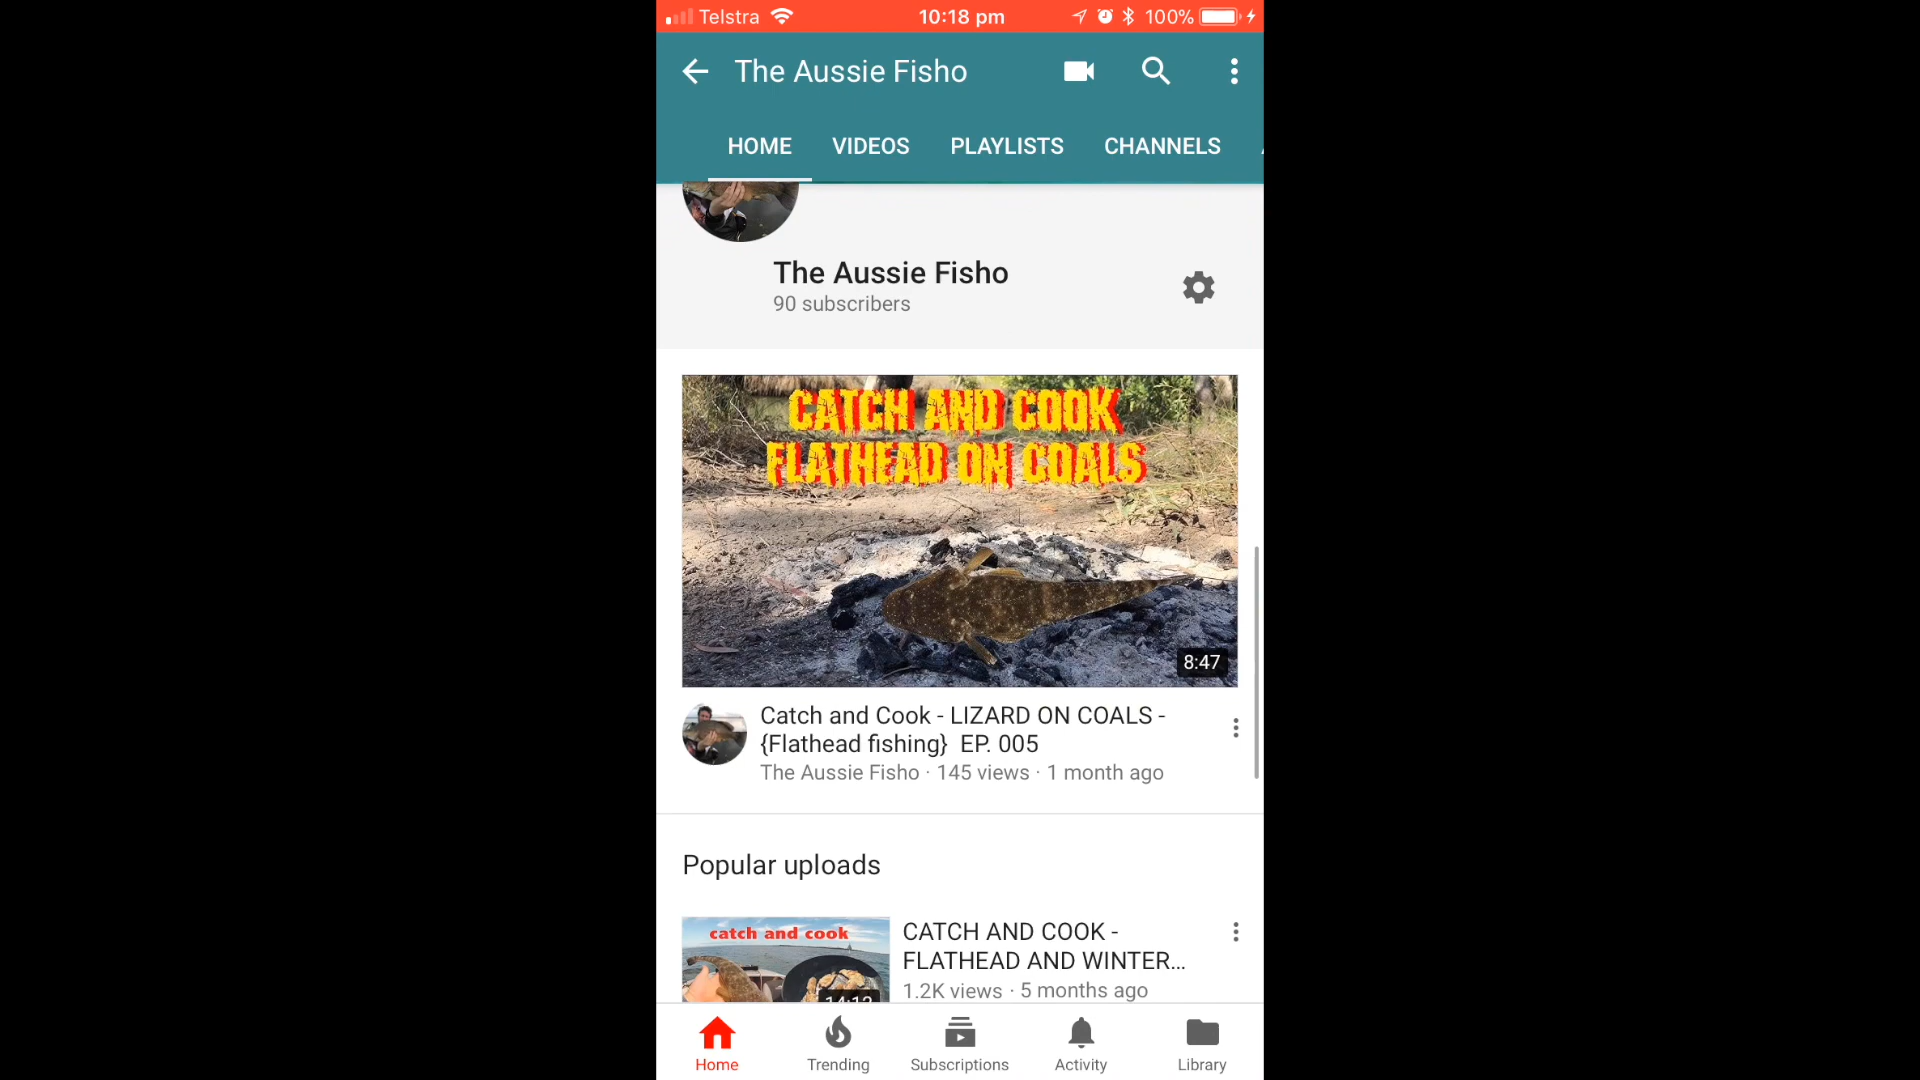 Telstra 10:18 pm 100%
The Aussie Fisho
HOME VIDEOS PLAYLISTS CHANNELS
The Aussie Fisho
90 subscribers
CATCH AND COOK
FLATHEAD ON COALS
8:47
Catch and Cook - LIZARD ON COALS -
{Flathead fishing} EP. 005
The Aussie Fisho · 145 views · 1 month ago
Popular uploads
catch and cook
CATCH AND COOK -
FLATHEAD AND WINTER...
1.2K views · 5 months ago
Home Trending Subscriptions Activity Library